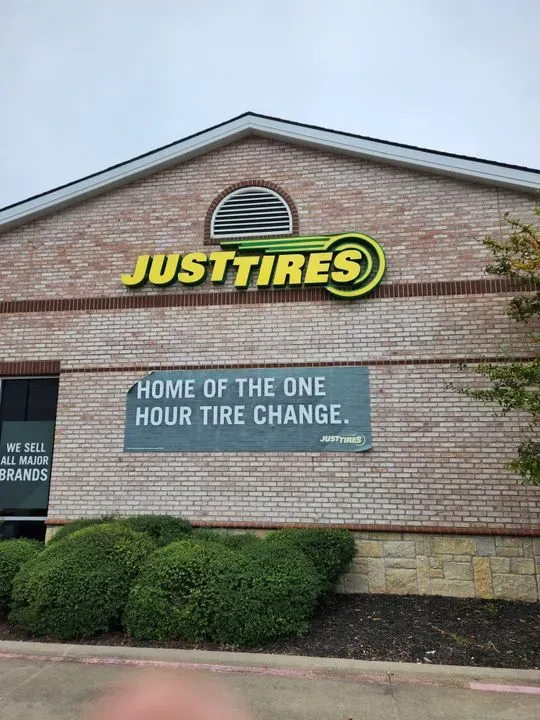 JUSTTIRES
HOME OF THE ONE
HOUR TIRE CHANGE.
JUSTTIRES
WE SELL
ALL MAJOR
BRANDS